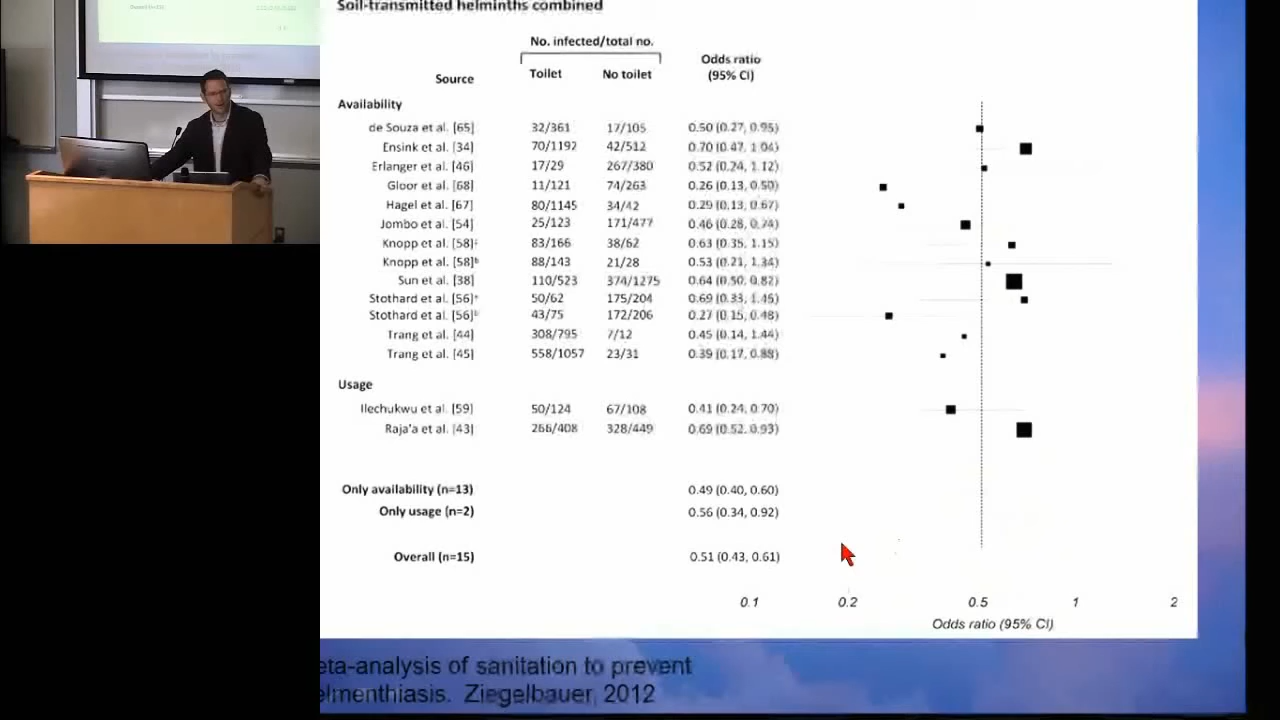 Soil-transmitted helminths combined
No. infected/total no.
Source Toilet No toilet Odds ratio (95% CI)
Availability
de Souza et al. [65] 32/361 17/105 0.50 (0.27, 0.95)
Ensink et al. [34] 70/1192 42/512 0.70 (0.47, 1.04)
Erlanger et al. [46] 17/29 267/380 0.52 (0.24, 1.12)
Gloor et al. [68] 11/121 74/263 0.26 (0.13, 0.50)
Hagel et al. [67] 80/1145 34/42 0.29 (0.13, 0.67)
Jombo et al. [54] 25/123 171/477 0.46 (0.28, 0.74)
Knopp et al. [58] 83/166 38/62 0.63 (0.35, 1.15)
Knopp et al. [58]ᵇ 88/143 21/28 0.53 (0.21, 1.34)
Sun et al. [38] 110/523 374/1275 0.64 (0.50, 0.82)
Stothard et al. [56] 50/62 175/204 0.69 (0.33, 1.46)
Stothard et al. [56] 43/75 172/206 0.27 (0.15, 0.48)
Trang et al. [44] 308/795 7/12 0.45 (0.14, 1.44)
Trang et al. [45] 558/1057 23/31 0.39 (0.17, 0.88)
Usage
Ilechukwu et al. [59] 50/124 67/108 0.41 (0.24, 0.70)
Raja'a et al. [43] 266/408 328/449 0.69 (0.52, 0.93)
Only availability (n=13) 0.49 (0.40, 0.60)
Only usage (n=2) 0.56 (0.34, 0.92)
Overall (n=15) 0.51 (0.43, 0.61)
0.1 0.2 0.5 1 2
Odds ratio (95% CI)
eta-analysis of sanitation to prevent
elmenthiasis. Ziegelbauer, 2012